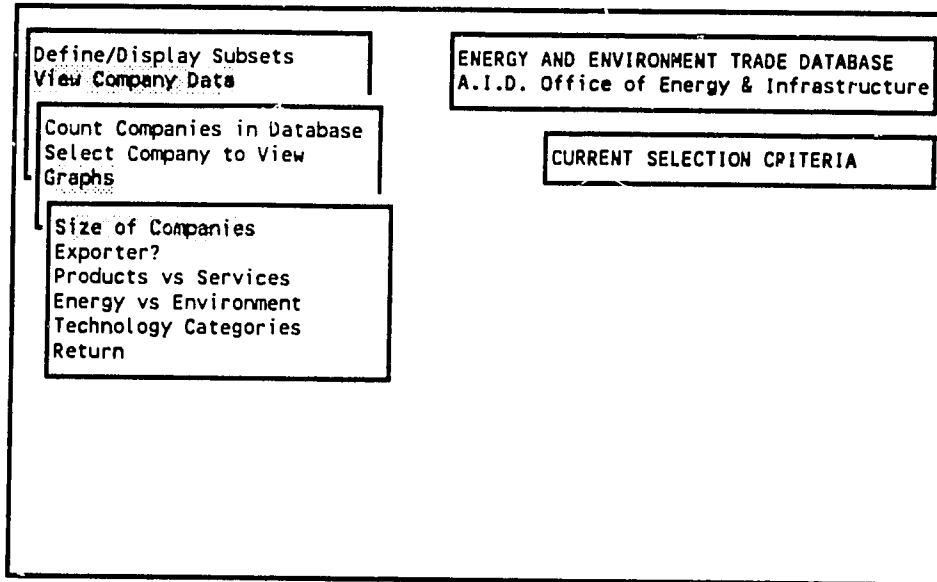 Define/Display Subsets
View Company Data
Count Companies in Database
Select Company to View
Graphs
Size of Companies
Exporter?
Products vs Services
Energy vs Environment
Technology Categories
Return
ENERGY AND ENVIRONMENT TRADE DATABASE
A.I.D. Office of Energy & Infrastructure
CURRENT SELECTION CRITERIA